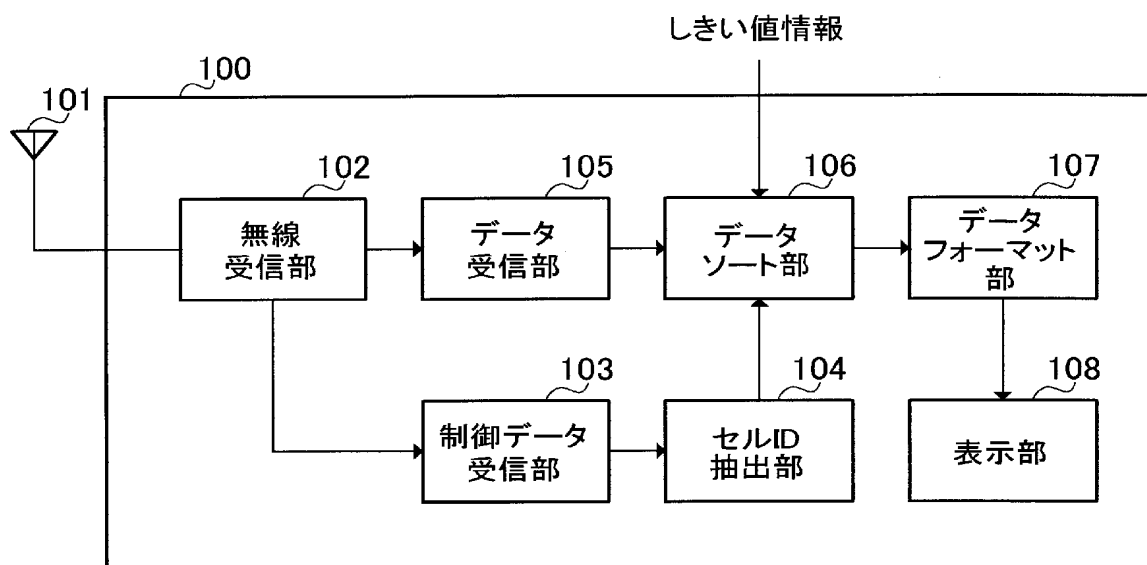 しきい値情報
100
101
102
無線
受信部
105
データ
受信部
106
データ
ソート部
107
データ
フォーマット
部
103
制御データ
受信部
104
セルID
抽出部
108
表示部